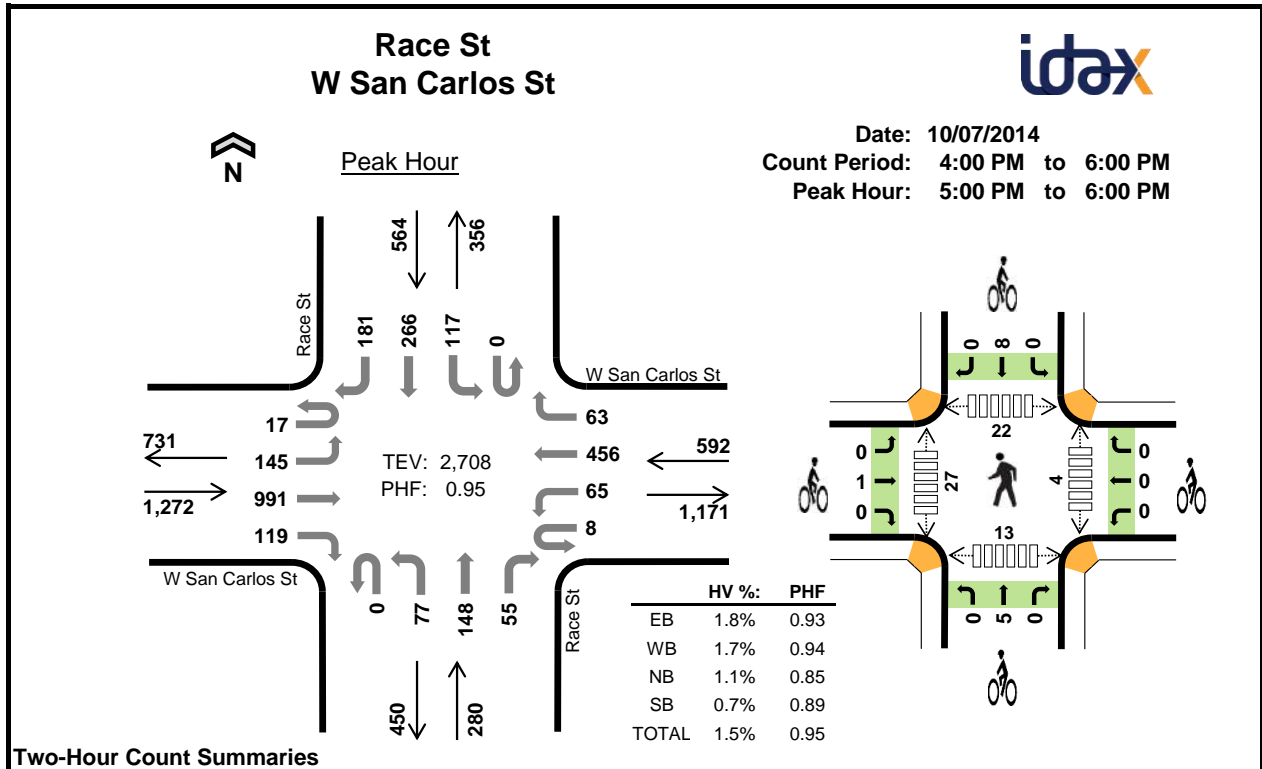 Race St
W San Carlos St
idax
N
Peak Hour
Date: 10/07/2014
Count Period: 4:00 PM to 6:00 PM
Peak Hour: 5:00 PM to 6:00 PM
564
356
Race St
181
266
117
0
W San Carlos St
17
63
731
145
TEV: 2,708
456
592
1,272
991
PHF: 0.95
65
1,171
119
8
W San Carlos St
0
77
148
55
Race St
450
280
HV %: PHF
EB 1.8% 0.93
WB 1.7% 0.94
NB 1.1% 0.85
SB 0.7% 0.89
TOTAL 1.5% 0.95
0 8 0
22
0
1
0
27
4
0
0
0
13
0 5 0
Two-Hour Count Summaries